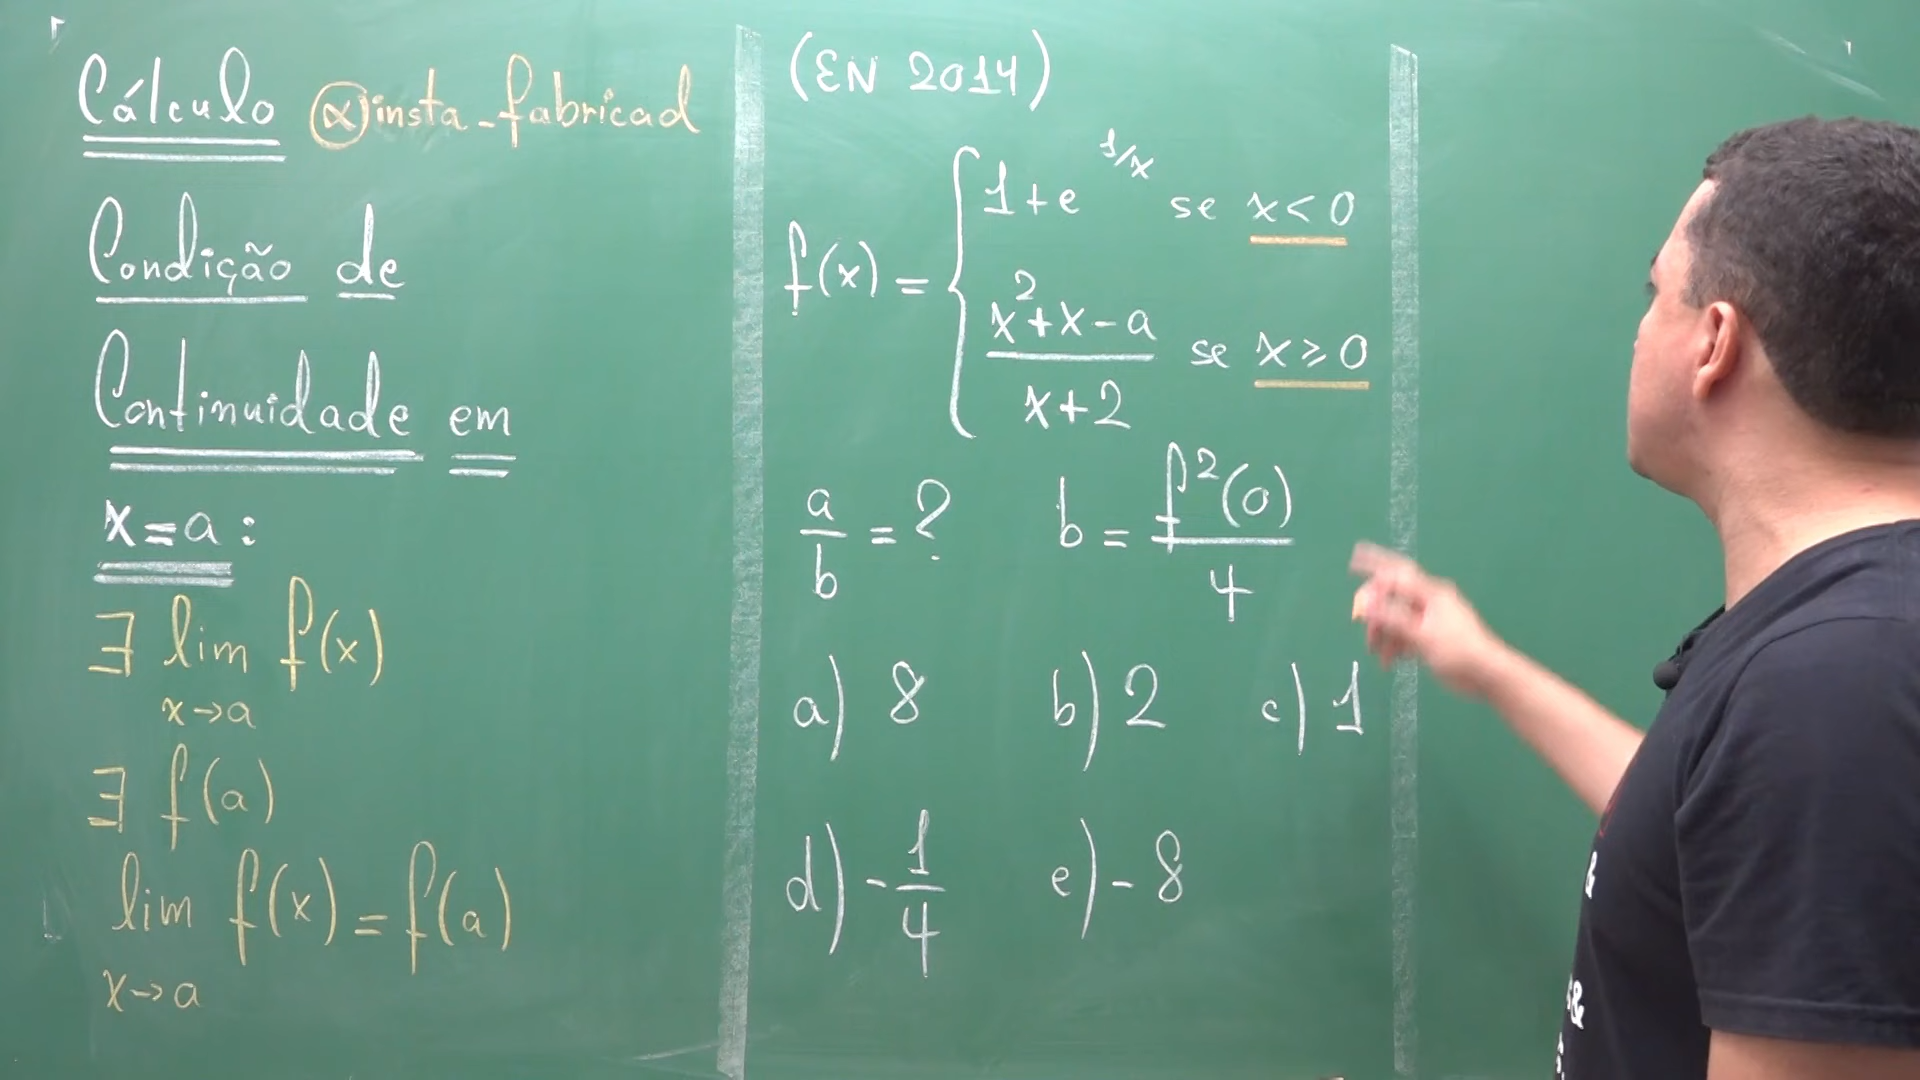 Cálculo @insta_fabricad
Condição de
Continuidade em
x=a:
∃ lim f(x)
x→a
∃ f(a)
lim f(x) = f(a)
x→a
(EN 2014)
f(x) = { 1+e^{1/x} se x<0
(x²+x-a)/(x+2) se x≥0
a/b = ? b = f²(0)/4
a) 8 b) 2 c) 1
d) -1/4 e) -8
&
&